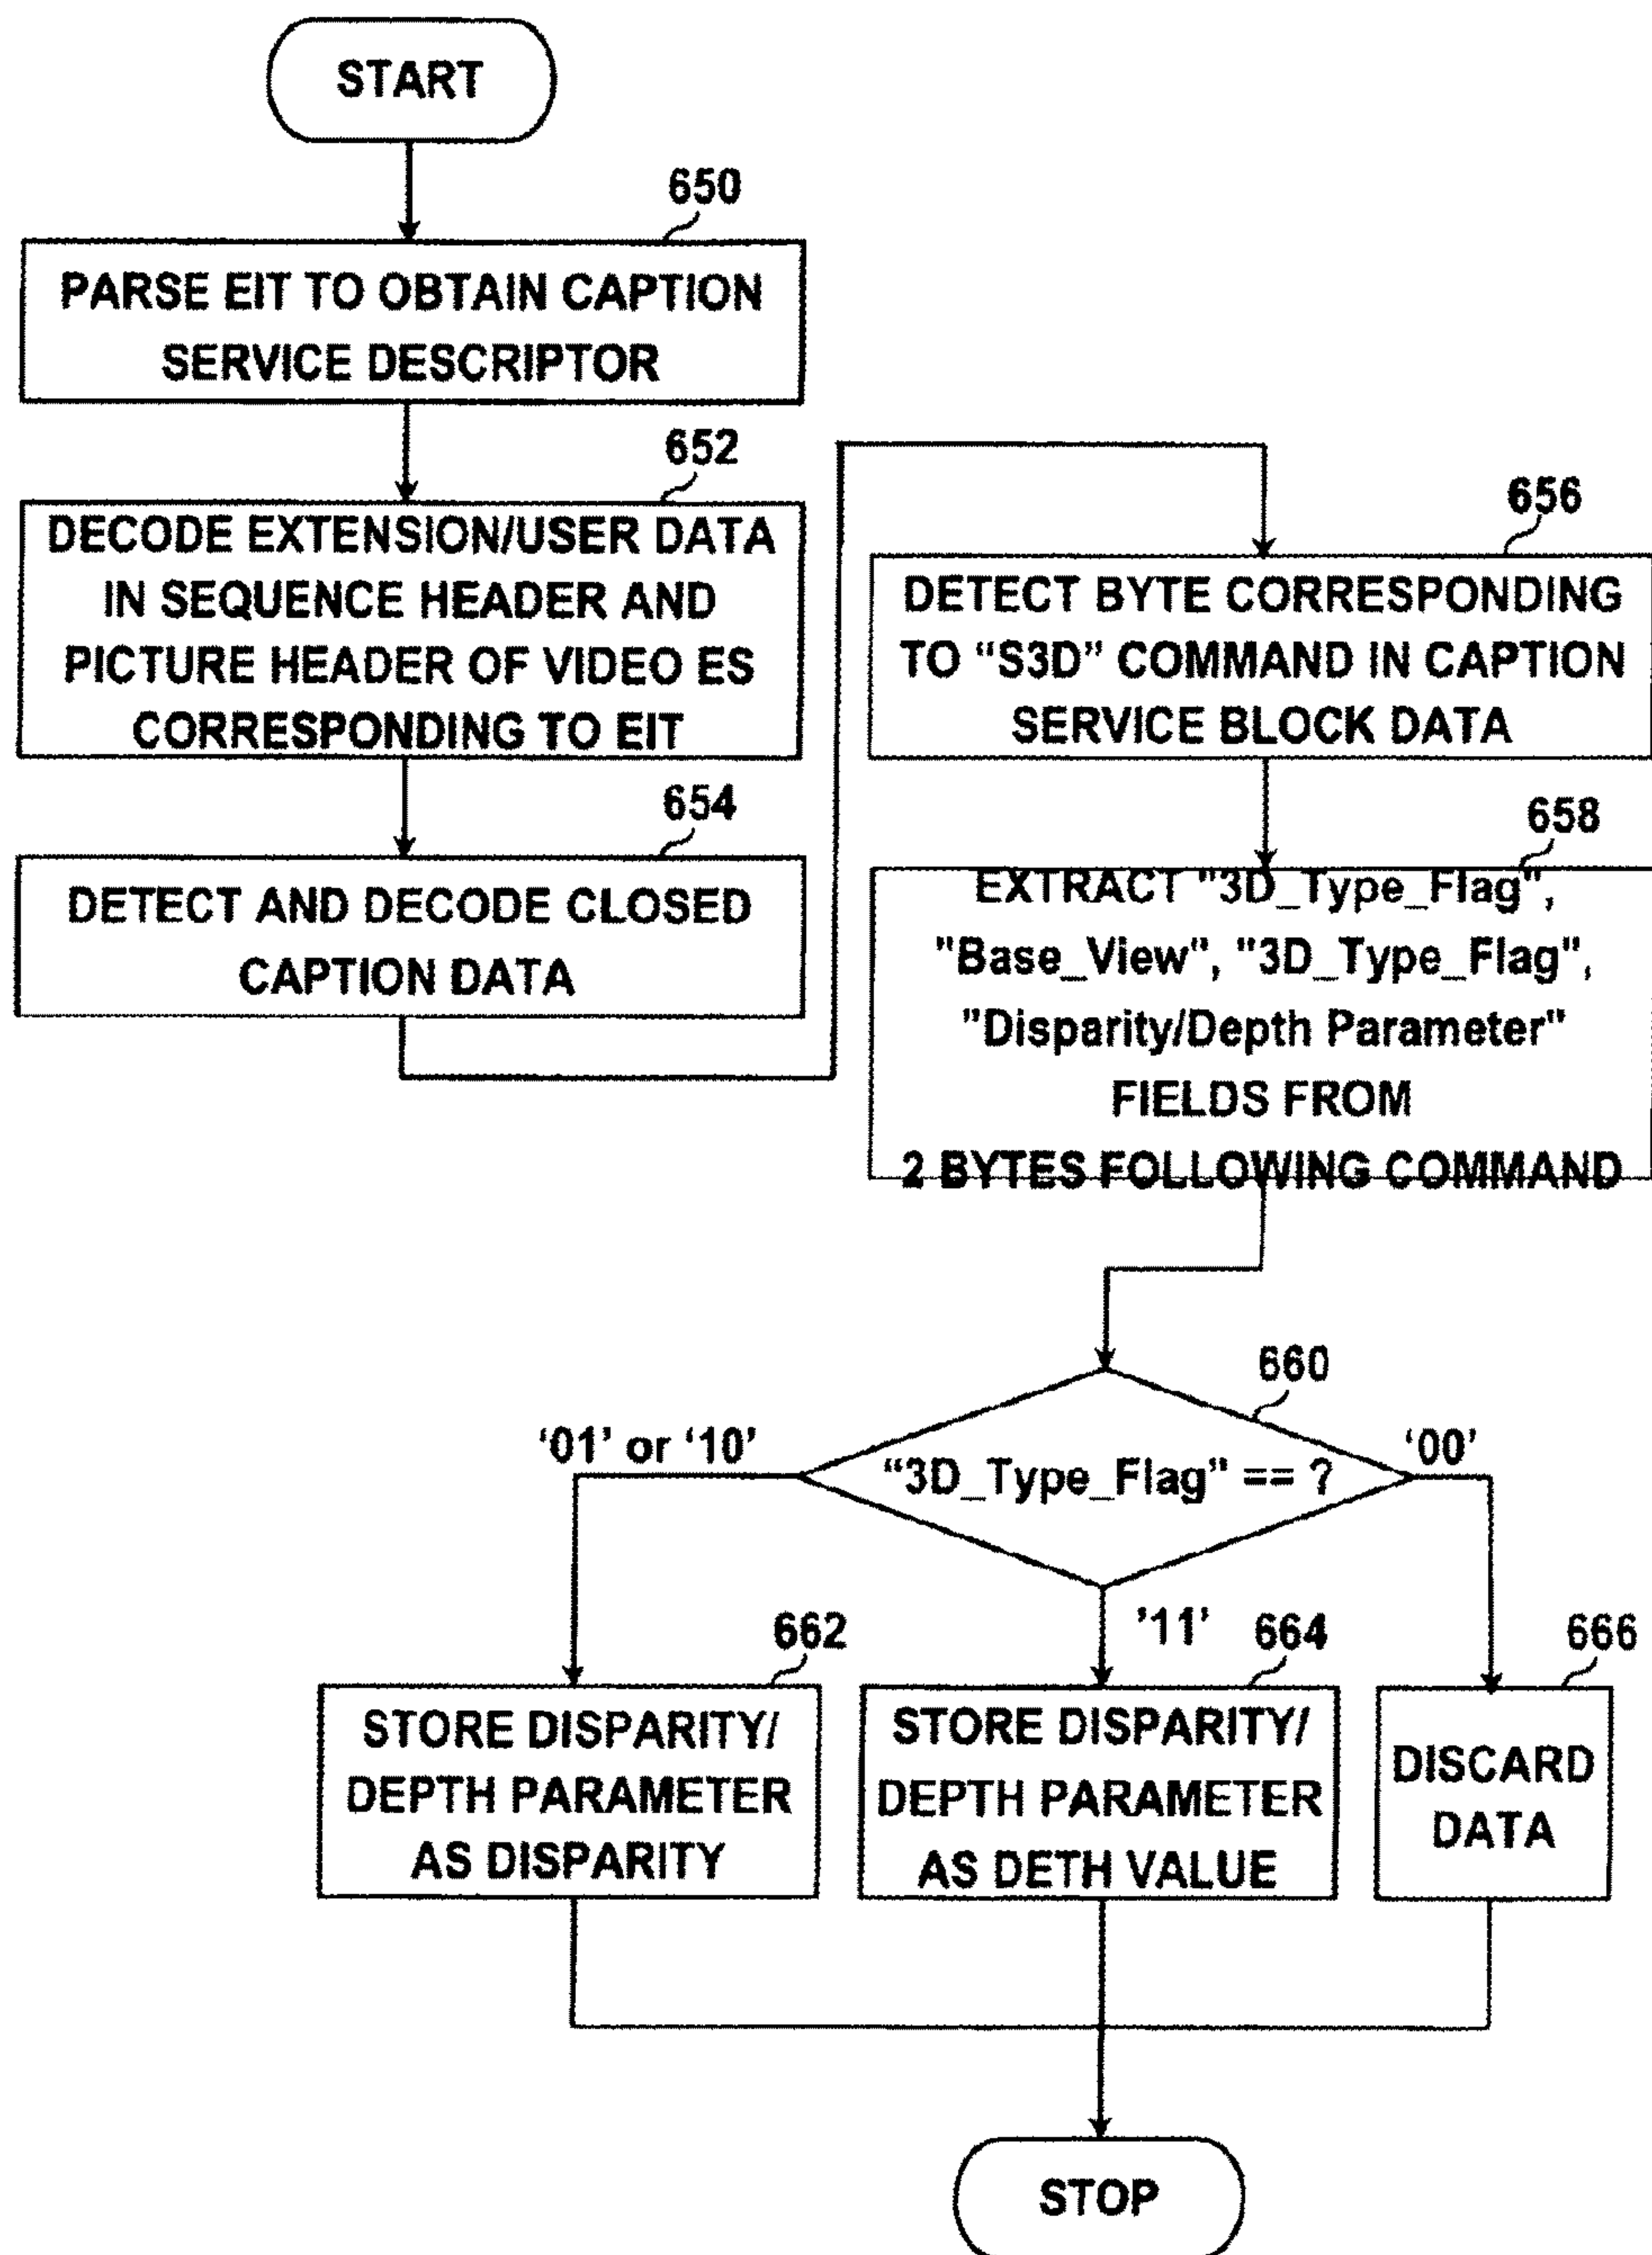 START
650
PARSE EIT TO OBTAIN CAPTION
SERVICE DESCRIPTOR
652
DECODE EXTENSION/USER DATA
IN SEQUENCE HEADER AND
PICTURE HEADER OF VIDEO ES
CORRESPONDING TO EIT
654
DETECT AND DECODE CLOSED
CAPTION DATA
656
DETECT BYTE CORRESPONDING
TO “S3D” COMMAND IN CAPTION
SERVICE BLOCK DATA
658
EXTRACT "3D_Type_Flag",
"Base_View", "3D_Type_Flag",
"Disparity/Depth Parameter"
FIELDS FROM
2 BYTES FOLLOWING COMMAND
660
“3D_Type_Flag” == ?
‘01’ or ‘10’
’11’
‘00’
662
STORE DISPARITY/
DEPTH PARAMETER
AS DISPARITY
664
STORE DISPARITY/
DEPTH PARAMETER
AS DETH VALUE
666
DISCARD
DATA
STOP